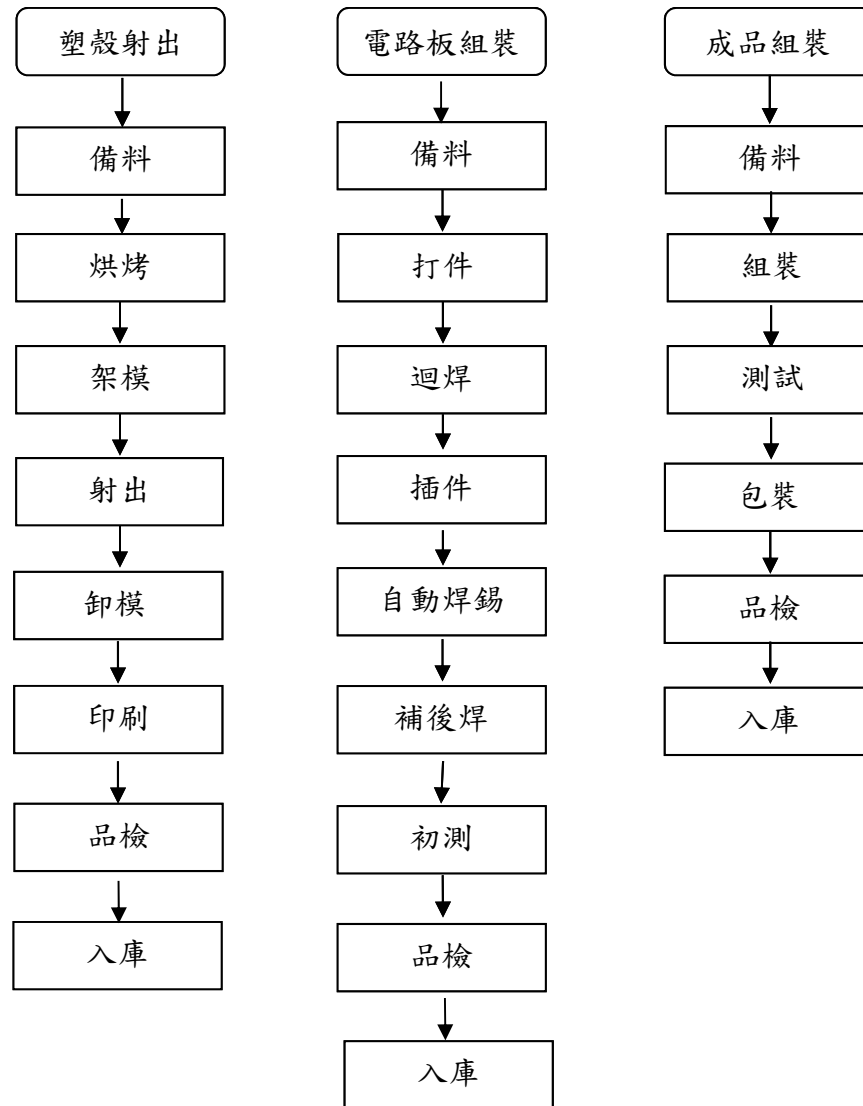 塑殼射出
備料
烘烤
架模
射出
卸模
印刷
品檢
入庫
電路板組裝
備料
打件
迴焊
插件
自動焊錫
補後焊
初測
品檢
入庫
成品組裝
備料
組裝
測試
包裝
品檢
入庫